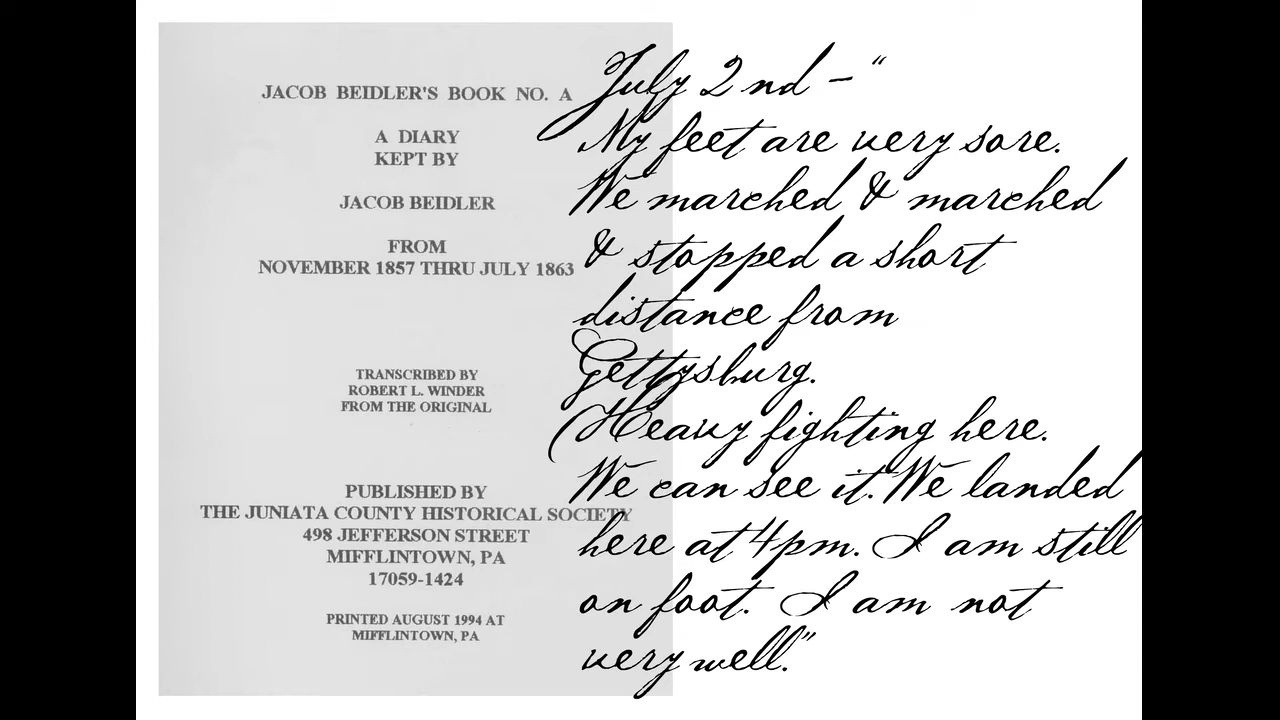 JACOB BEIDLER'S BOOK NO. A
A DIARY
KEPT BY
JACOB BEIDLER
FROM
NOVEMBER 1857 THRU JULY 1863
TRANSCRIBED BY
ROBERT L. WINDER
FROM THE ORIGINAL
PUBLISHED BY
THE JUNIATA COUNTY HISTORICAL SOCIETY
498 JEFFERSON STREET
MIFFLINTOWN, PA
17059-1424
PRINTED AUGUST 1994 AT
MIFFLINTOWN, PA
July 2nd - "
My feet are very sore.
We marched & marched
& stopped a short
distance from
Gettysburg.
Heavy fighting here.
We can see it. We landed
here at 4pm. I am still
on foot. I am not
very well."